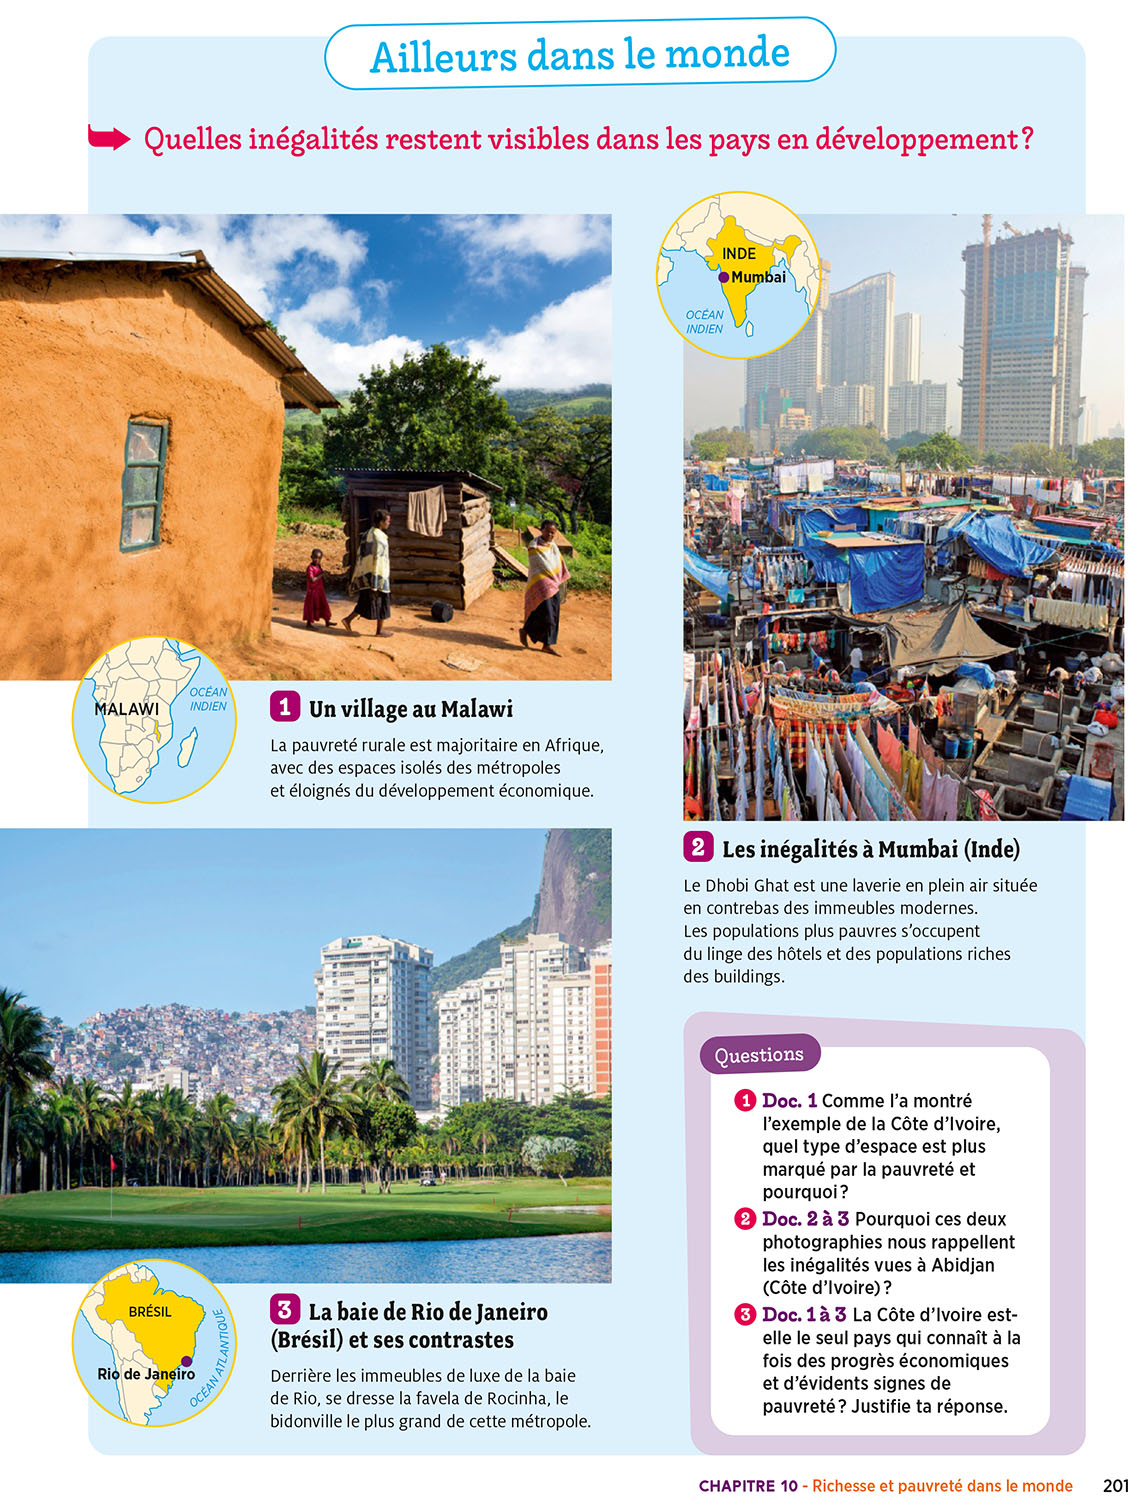 Ailleurs dans le monde
Quelles inégalités restent visibles dans les pays en développement ?
MALAWI
OCÉAN
INDIEN
1 Un village au Malawi
La pauvreté rurale est majoritaire en Afrique,
avec des espaces isolés des métropoles
et éloignés du développement économique.
INDE
Mumbai
OCÉAN
INDIEN
2 Les inégalités à Mumbai (Inde)
Le Dhobi Ghat est une laverie en plein air située
en contrebas des immeubles modernes.
Les populations plus pauvres s’occupent
du linge des hôtels et des populations riches
des buildings.
BRÉSIL
Rio de Janeiro
OCÉAN ATLANTIQUE
3 La baie de Rio de Janeiro
(Brésil) et ses contrastes
Derrière les immeubles de luxe de la baie
de Rio, se dresse la favela de Rocinha, le
bidonville le plus grand de cette métropole.
Questions
1 Doc. 1 Comme l’a montré
l’exemple de la Côte d’Ivoire,
quel type d’espace est plus
marqué par la pauvreté et
pourquoi ?
2 Doc. 2 à 3 Pourquoi ces deux
photographies nous rappellent
les inégalités vues à Abidjan
(Côte d’Ivoire) ?
3 Doc. 1 à 3 La Côte d’Ivoire est-
elle le seul pays qui connaît à la
fois des progrès économiques
et d’évidents signes de
pauvreté ? Justifie ta réponse.
CHAPITRE 10 - Richesse et pauvreté dans le monde 201